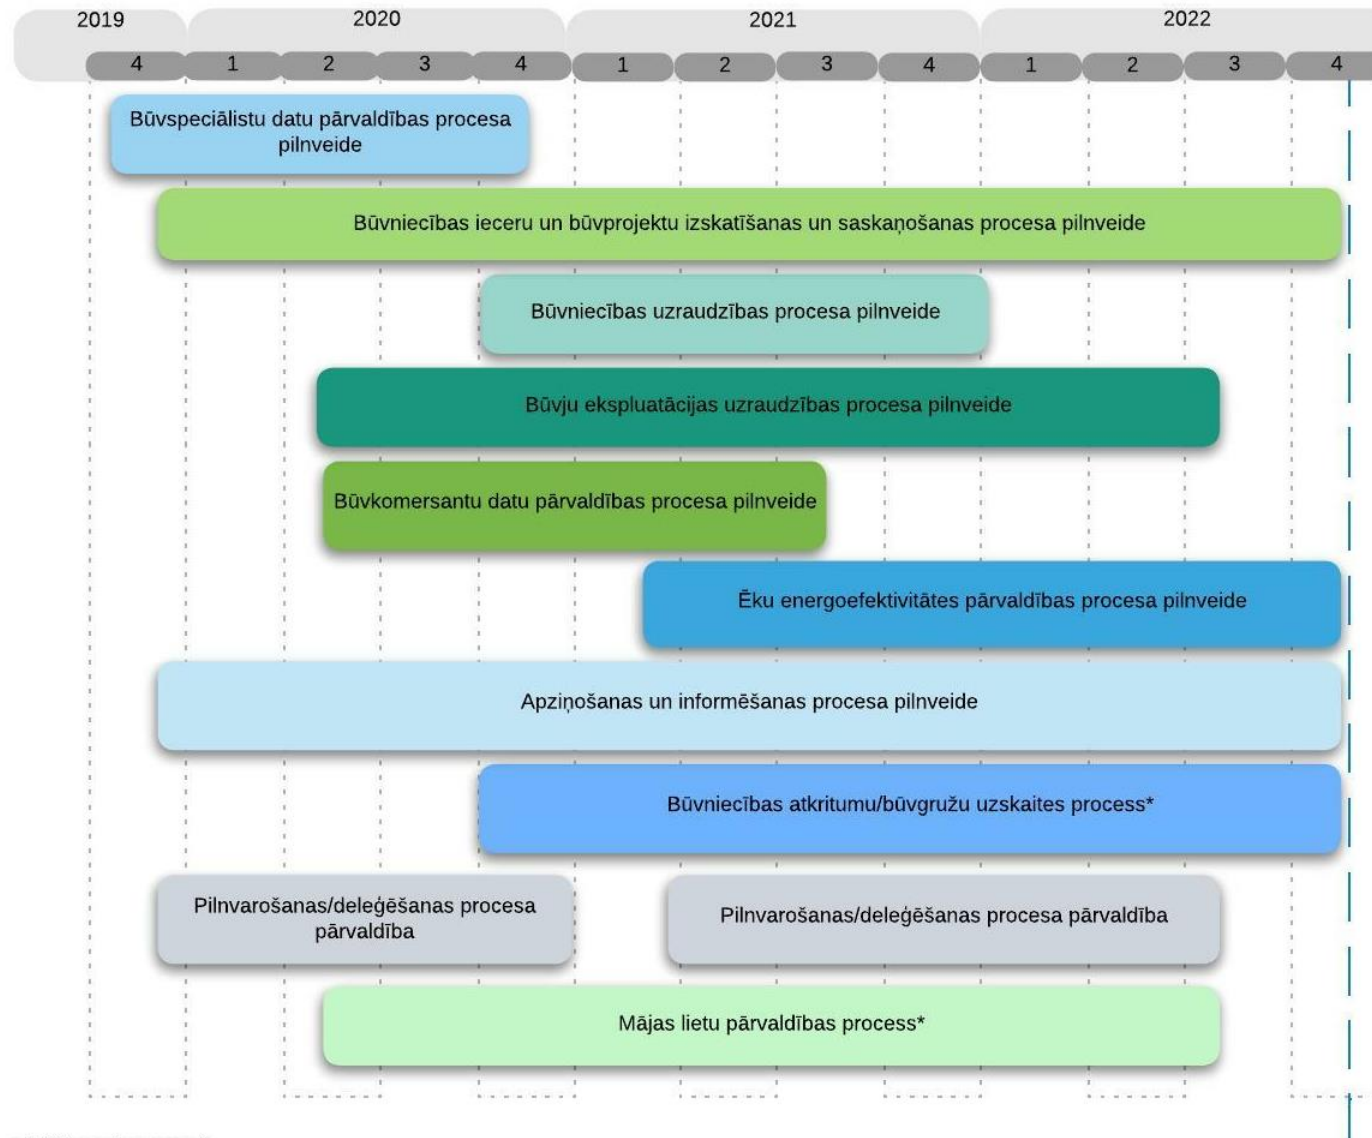 2019 2020 2021 2022
4 1 2 3 4 1 2 3 4 1 2 3 4
Būvspeciālistu datu pārvaldības procesa
pilnveide
Būvniecības ieceru un būvprojektu izskatīšanas un saskaņošanas procesa pilnveide
Būvniecības uzraudzības procesa pilnveide
Būvju ekspluatācijas uzraudzības procesa pilnveide
Būvkomersantu datu pārvaldības procesa pilnveide
Ēku energoefektivitātes pārvaldības procesa pilnveide
Apziņošanas un informēšanas procesa pilnveide
Būvniecības atkritumu/būvgružu uzskaites process*
Pilnvarošanas/deleģēšanas procesa
pārvaldība
Pilnvarošanas/deleģēšanas procesa pārvaldība
Mājas lietu pārvaldības process*